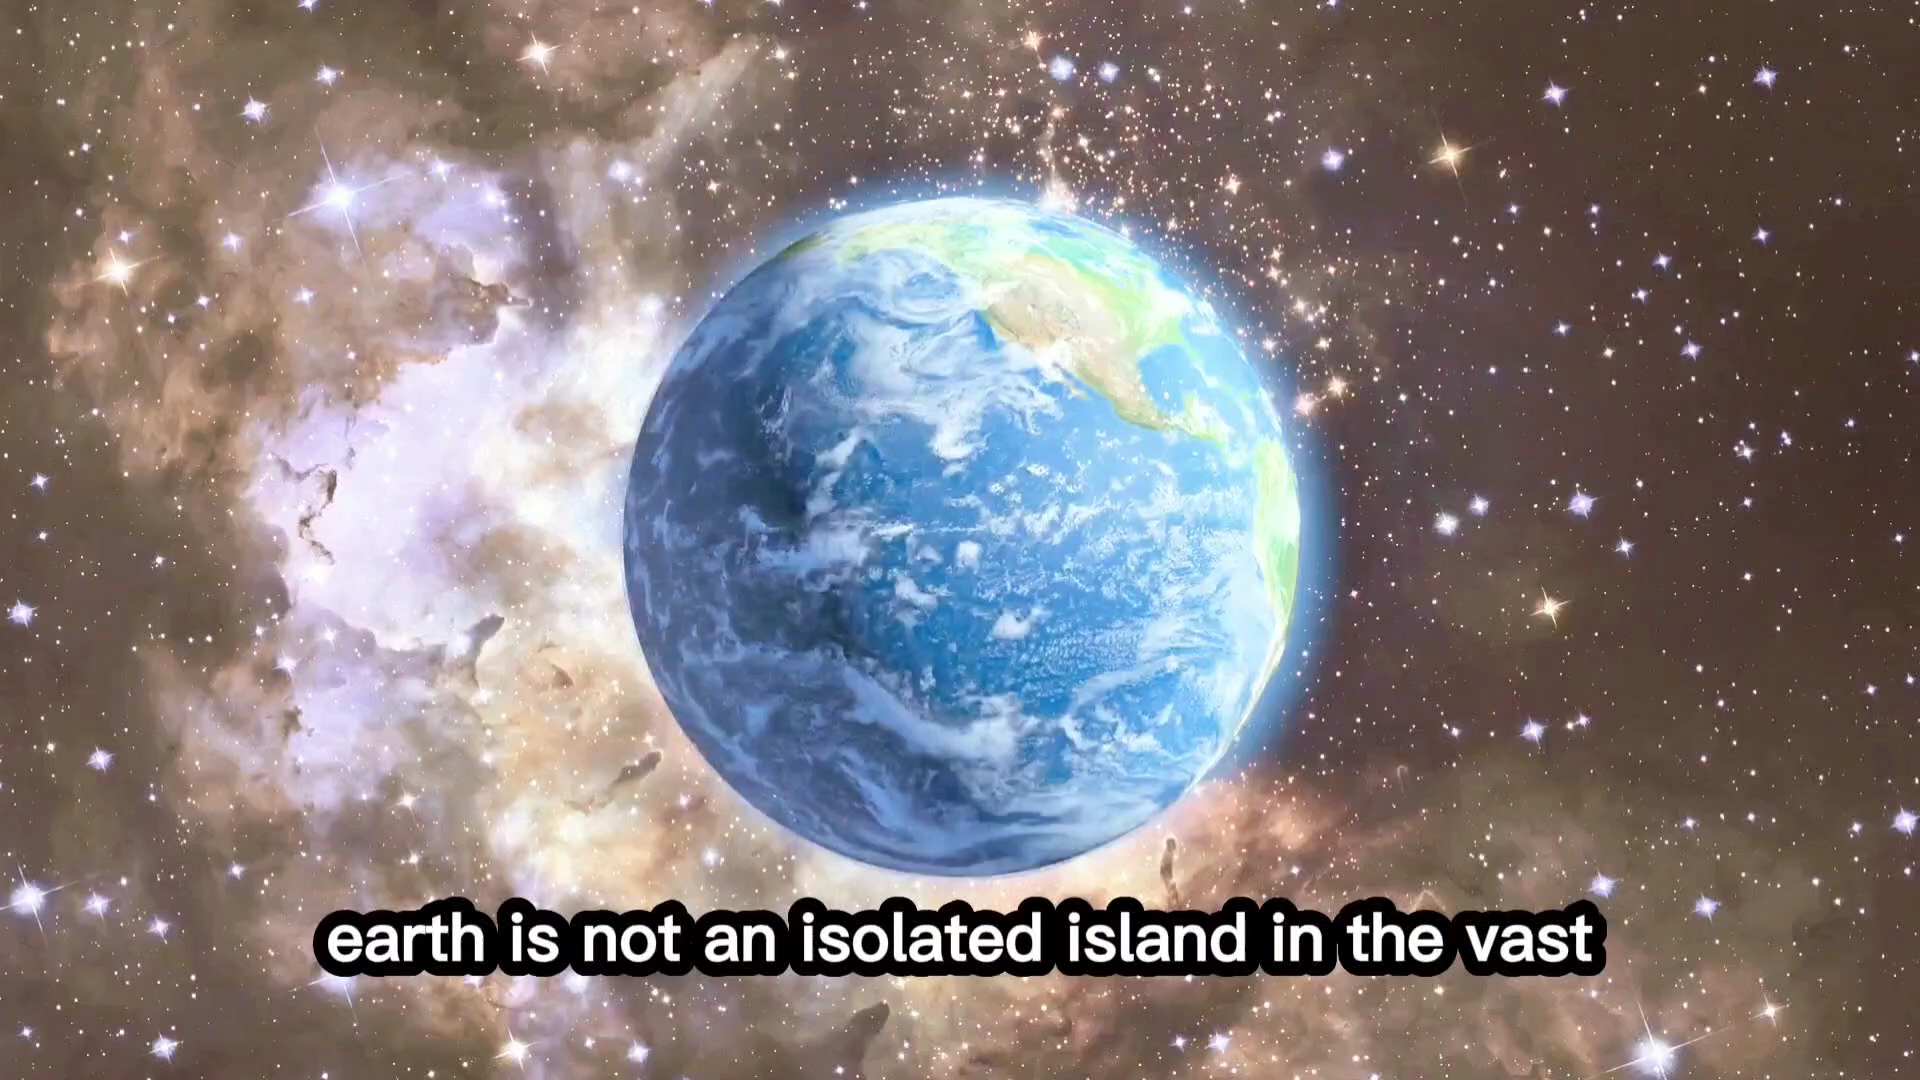 earth is not an isolated island in the vast